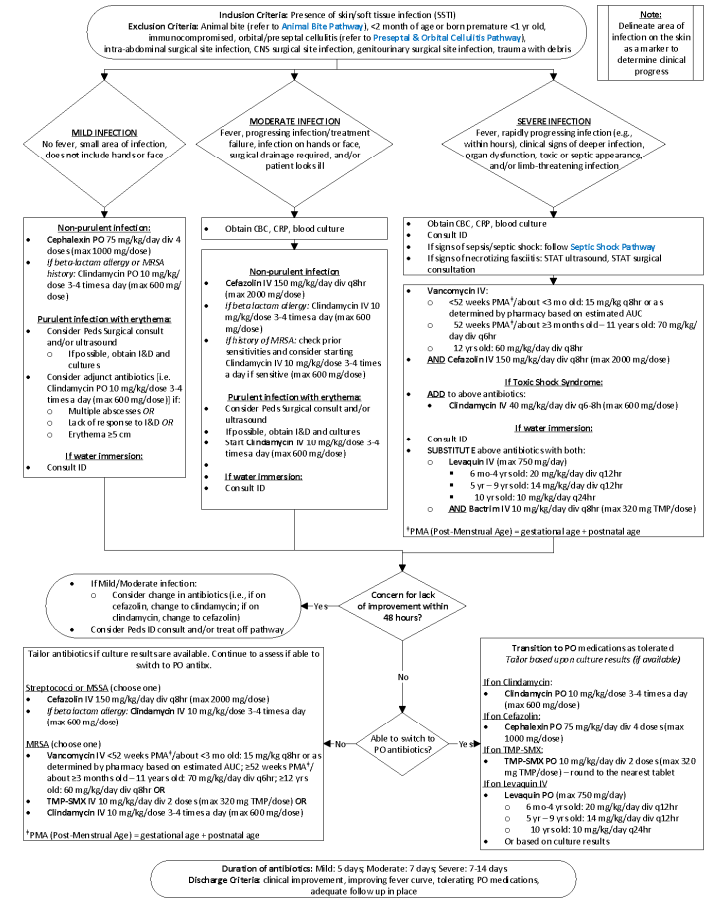 Inclusion Criteria: Presence of skin/soft tissue infection (SSTI)
Exclusion Criteria: Animal bite (refer to Animal Bite Pathway), <2 month of age or born premature <1 yr old,
immunocompromised, orbital/preseptal cellulitis (refer to Preseptal & Orbital Cellulitis Pathway),
intra-abdominal surgical site infection, CNS surgical site infection, genitourinary surgical site infection, trauma with debris
Note:
Delineate area of
infection on the skin
as a marker to
determine clinical
progress
MILD INFECTION
No fever, small area of infection,
does not include hands or face
MODERATE INFECTION
Fever, progressing infection/treatment
failure, infection on hands or face,
surgical drainage required, and/or
patient looks ill
SEVERE INFECTION
Fever, rapidly progressing infection (e.g.,
within hours), clinical signs of deeper infection,
organ dysfunction, toxic or septic appearance,
and/or limb-threatening infection
Non-purulent infection:
• Cephalexin PO 75 mg/kg/day div 4
doses (max 1000 mg/dose)
• If beta-lactam allergy or MRSA
history: Clindamycin PO 10 mg/kg/
dose 3-4 times a day (max 600 mg/
dose)
Purulent infection with erythema:
• Consider Peds Surgical consult
and/or ultrasound
o If possible, obtain I&D and
cultures
• Consider adjunct antibiotics [i.e.
Clindamycin PO 10 mg/kg/dose 3-4
times a day (max 600 mg/dose)] if:
o Multiple abscesses OR
o Lack of response to I&D OR
o Erythema ≥5 cm
If water immersion:
• Consult ID
• Obtain CBC, CRP, blood culture
Non-purulent infection
• Cefazolin IV 150 mg/kg/day div q8hr
(max 2000 mg/dose)
• If beta lactam allergy: Clindamycin IV 10
mg/kg/dose 3-4 times a day (max 600
mg/dose)
• If history of MRSA: check prior
sensitivities and consider starting
Clindamycin IV 10 mg/kg/dose 3-4 times
a day if sensitive (max 600 mg/dose)
Purulent infection with erythema:
• Consider Peds Surgical consult and/or
ultrasound
• If possible, obtain I&D and cultures
• Start Clindamycin IV 10 mg/kg/dose 3-4
times a day (max 600 mg/dose)
•
If water immersion:
• Consult ID
• Obtain CBC, CRP, blood culture
• Consult ID
• If signs of sepsis/septic shock: follow Septic Shock Pathway
• If signs of necrotizing fasciitis: STAT ultrasound, STAT surgical
consultation
• Vancomycin IV:
o <52 weeks PMA‡/about <3 mo old: 15 mg/kg q8hr or as
determined by pharmacy based on estimated AUC
o 52 weeks PMA‡/about ≥3 months old – 11 years old: 70 mg/kg/
day div q6hr
o 12 yrs old: 60 mg/kg/day div q8hr
• AND Cefazolin IV 150 mg/kg/day div q8hr (max 2000 mg/dose)
If Toxic Shock Syndrome:
• ADD to above antibiotics:
• Clindamycin IV 40 mg/kg/day div q6-8h (max 600 mg/dose)
If water immersion:
• Consult ID
• SUBSTITUTE above antibiotics with both:
o Levaquin IV (max 750 mg/day)
▪ 6 mo-4 yrs old: 20 mg/kg/day div q12hr
▪ 5 yr – 9 yrs old: 14 mg/kg/day div q12hr
▪ 10 yrs old: 10 mg/kg/day q24hr
o AND Bactrim IV 10 mg/kg/day div q8hr (max 320 mg TMP/dose)
‡PMA (Post-Menstrual Age) = gestational age + postnatal age
• If Mild/Moderate infection:
o Consider change in antibiotics (i.e., if on
cefazolin, change to clindamycin; if on
clindamycin, change to cefazolin)
• Consider Peds ID consult and/or treat off pathway
Yes
Concern for lack
of improvement within
48 hours?
No
Tailor antibiotics if culture results are available. Continue to assess if able to
switch to PO antibx.
Streptococci or MSSA (choose one)
• Cefazolin IV 150 mg/kg/day div q8hr (max 2000 mg/dose)
• If beta lactam allergy: Clindamycin IV 10 mg/kg/dose 3-4 times a day
(max 600 mg/dose)
MRSA (choose one)
• Vancomycin IV <52 weeks PMA‡/about <3 mo old: 15 mg/kg q8hr or as
determined by pharmacy based on estimated AUC; ≥52 weeks PMA‡/
about ≥3 months old – 11 years old: 70 mg/kg/day div q6hr; ≥12 yrs
old: 60 mg/kg/day div q8hr OR
• TMP-SMX IV 10 mg/kg/day div 2 doses (max 320 mg TMP/dose) OR
• Clindamycin IV 10 mg/kg/dose 3-4 times a day (max 600 mg/dose)
‡PMA (Post-Menstrual Age) = gestational age + postnatal age
No
Able to switch to
PO antibiotics?
Yes
Transition to PO medications as tolerated
Tailor based upon culture results (if available)
If on Clindamycin:
• Clindamycin PO 10 mg/kg/dose 3-4 times a day
(max 600 mg/dose)
If on Cefazolin:
• Cephalexin PO 75 mg/kg/day div 4 doses (max
1000 mg/dose)
If on TMP-SMX:
• TMP-SMX PO 10 mg/kg/day div 2 doses (max 320
mg TMP/dose) – round to the nearest tablet
If on Levaquin IV
• Levaquin PO (max 750 mg/day)
o 6 mo-4 yrs old: 20 mg/kg/day div q12hr
o 5 yr – 9 yrs old: 14 mg/kg/day div q12hr
o 10 yrs old: 10 mg/kg/day q24hr
• Or based on culture results
Duration of antibiotics: Mild: 5 days; Moderate: 7 days; Severe: 7-14 days
Discharge Criteria: clinical improvement, improving fever curve, tolerating PO medications,
adequate follow up in place